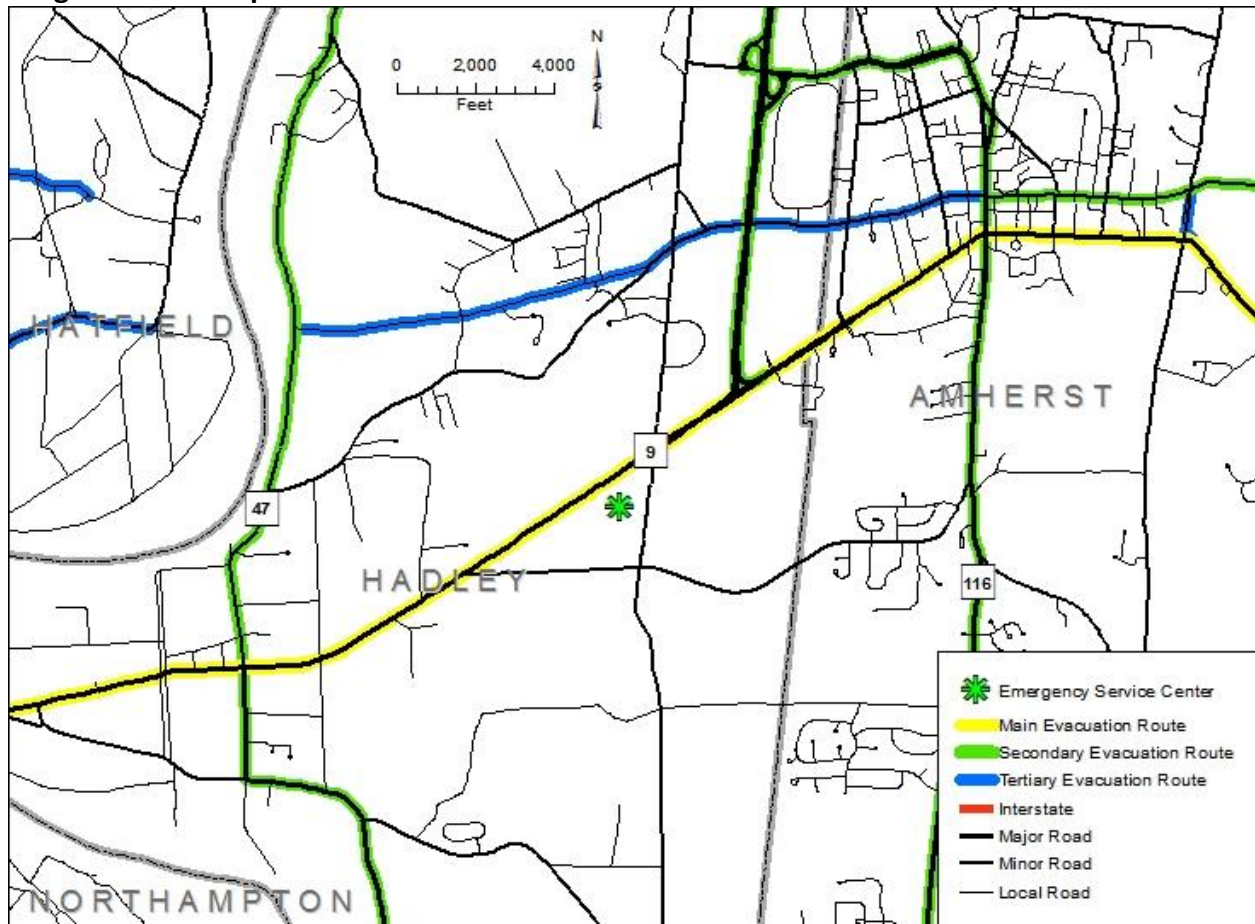 N
0 2,000 4,000
Feet
S
HATFIELD
AMHERST
9
47
HADLEY
116
Emergency Service Center
Main Evacuation Route
Secondary Evacuation Route
Tertiary Evacuation Route
Interstate
Major Road
Minor Road
Local Road
NORTHAMPTON